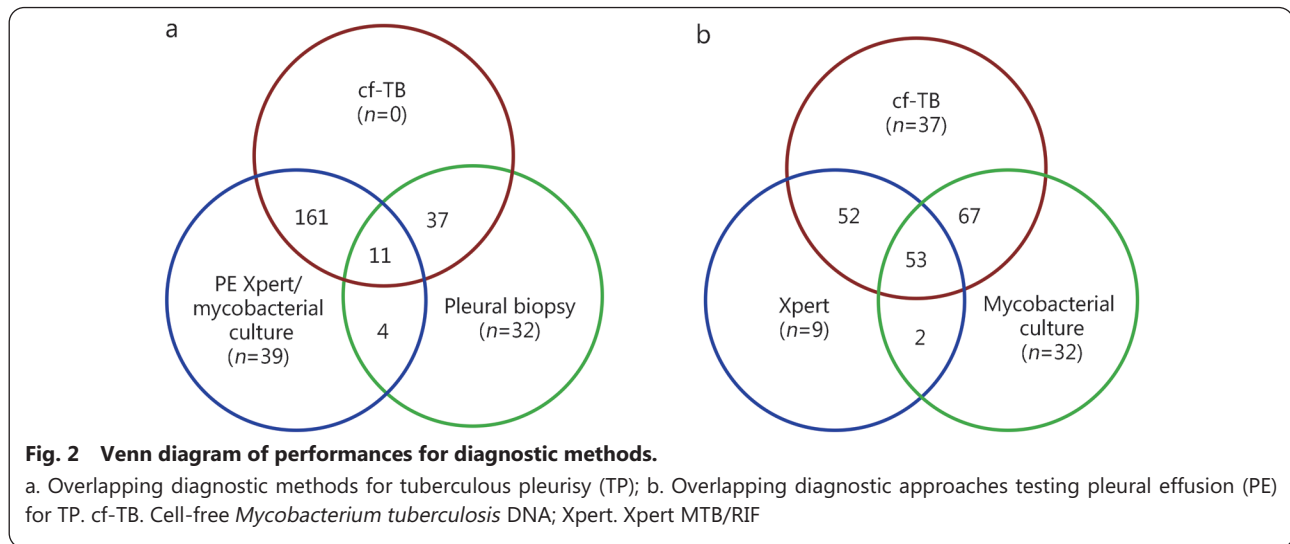 a
cf-TB
(n=0)
161
37
11
PE Xpert/
mycobacterial
culture
(n=39)
Pleural biopsy
(n=32)
4
b
cf-TB
(n=37)
52
67
53
Xpert
(n=9)
Mycobacterial
culture
(n=32)
2
Fig. 2 Venn diagram of performances for diagnostic methods.
a. Overlapping diagnostic methods for tuberculous pleurisy (TP); b. Overlapping diagnostic approaches testing pleural effusion (PE)
for TP. cf-TB. Cell-free Mycobacterium tuberculosis DNA; Xpert. Xpert MTB/RIF